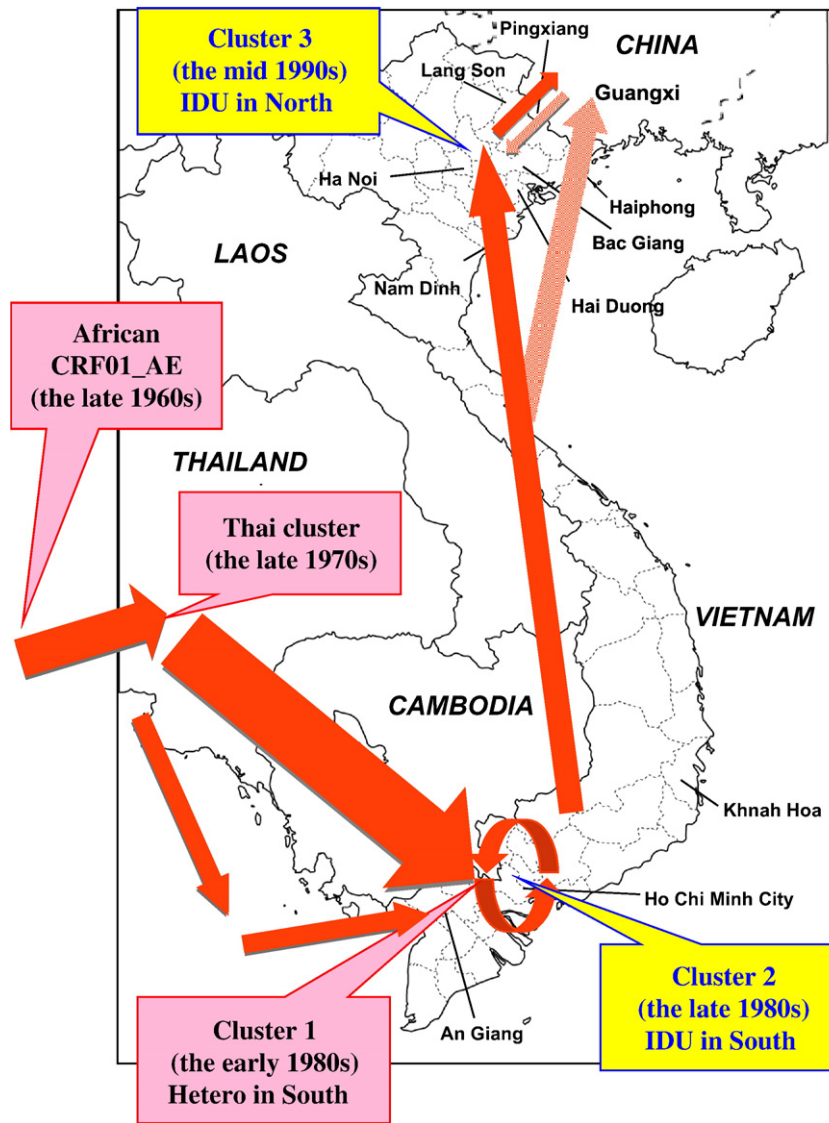 Cluster 3
(the mid 1990s)
IDU in North
Pingxiang
CHINA
Lang Son
Guangxi
Ha Noi
Haiphong
Bac Giang
LAOS
Nam Dinh
Hai Duong
African
CRF01_AE
(the late 1960s)
THAILAND
Thai cluster
(the late 1970s)
VIETNAM
CAMBODIA
Khnah Hoa
Ho Chi Minh City
Cluster 2
(the late 1980s)
IDU in South
An Giang
Cluster 1
(the early 1980s)
Hetero in South